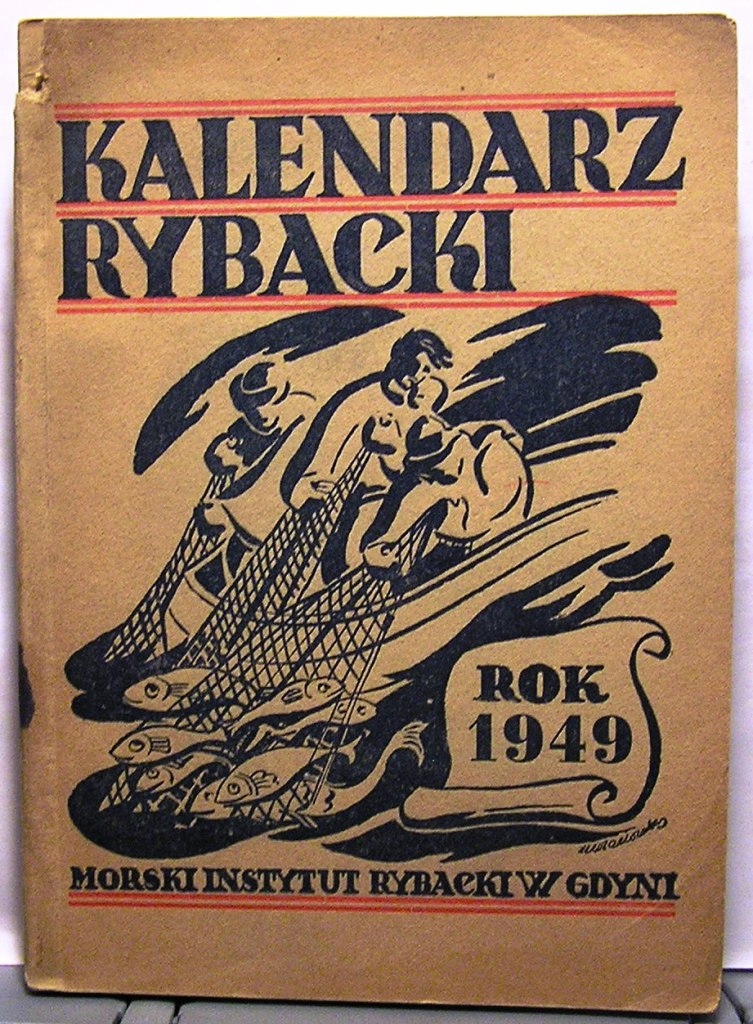 KALENDARZ
RYBACKI
ROK
1949
MORSKI INSTYTUT RYBACKI W GDYNI